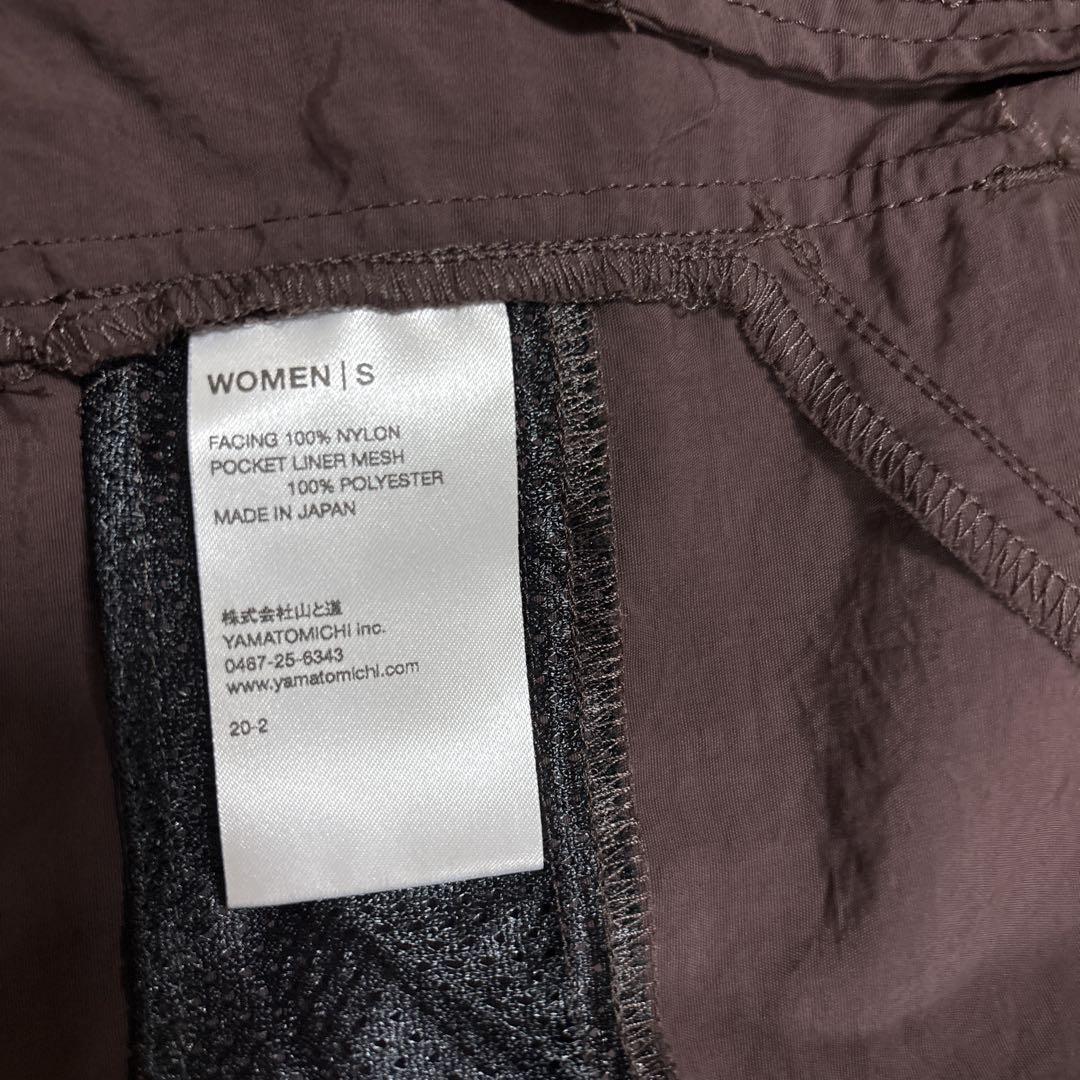 WOMEN | S
FACING 100% NYLON
POCKET LINER MESH
100% POLYESTER
MADE IN JAPAN
株式会社山と道
YAMATOMICHI inc.
0467-25-6343
www.yamatomichi.com
20-2